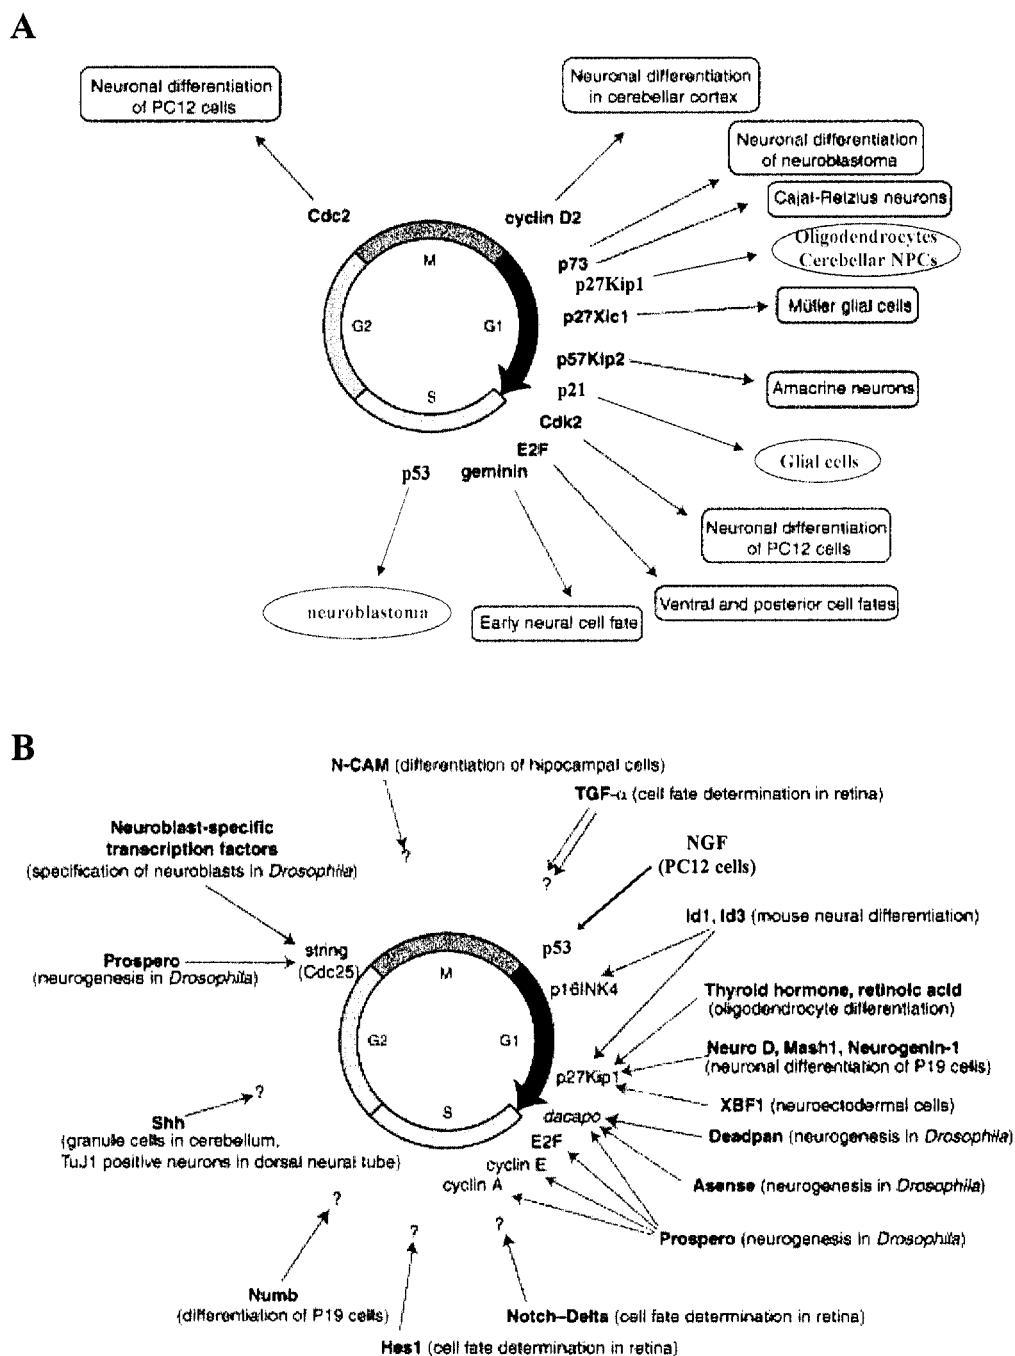 A
Neuronal differentiation
of PC12 cells
Neuronal differentiation
in cerebellar cortex
Neuronal differentiation
of neuroblastoma
Cdc2
cyclin D2
Cajal-Retzius neurons
p73
Oligodendrocytes
Cerebellar NPCs
p27Kip1
M
G2
G1
S
p27Xic1
Müller glial cells
p57Kip2
p21
Amacrine neurons
Cdk2
E2F
Glial cells
p53
geminin
Neuronal differentiation
of PC12 cells
neuroblastoma
Early neural cell fate
Ventral and posterior cell fates
B
N-CAM (differentiation of hipocampal cells)
TGF-α (cell fate determination in retina)
Neuroblast-specific
transcription factors
(specification of neuroblasts in Drosophila)
?
NGF
(PC12 cells)
?
Id1, Id3 (mouse neural differentiation)
string
(Cdc25)
p53
Prospero
(neurogenesis in Drosophila)
M
p16INK4
Thyroid hormone, retinoic acid
(oligodendrocyte differentiation)
G2
G1
Neuro D, Mash1, Neurogenin-1
(neuronal differentiation of P19 cells)
p27Kip1
XBF1 (neuroectodermal cells)
S
dacapo
?
Shh
(granule cells in cerebellum,
TuJ1 positive neurons in dorsal neural tube)
Deadpan (neurogenesis in Drosophila)
E2F
cyclin E
cyclin A
Asense (neurogenesis in Drosophila)
?
?
?
Prospero (neurogenesis in Drosophila)
Numb
(differentiation of P19 cells)
Notch–Delta (cell fate determination in retina)
Hes1 (cell fate determination in retina)